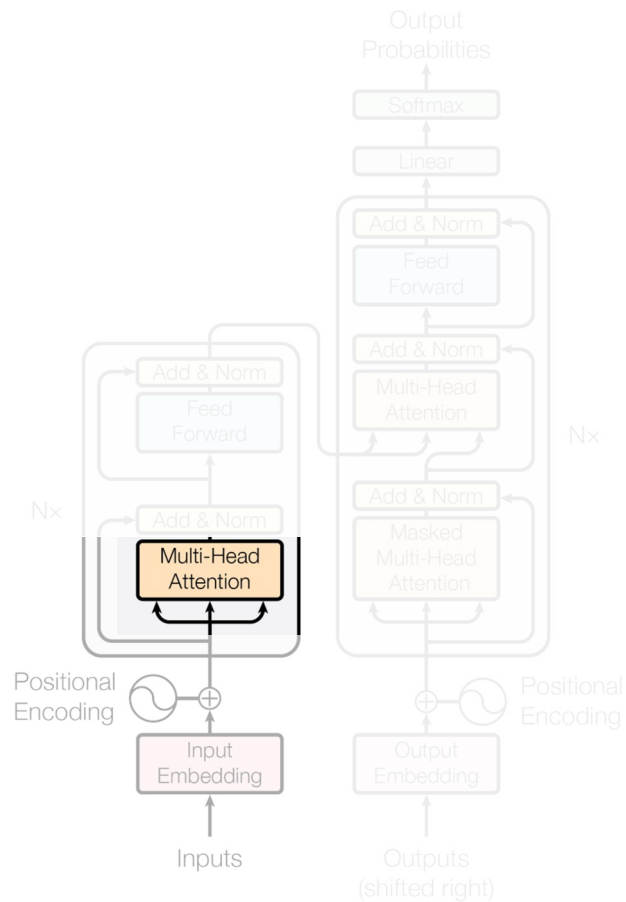 Output
Probabilities
Softmax
Linear
Add & Norm
Feed
Forward
Add & Norm
Multi-Head
Attention
Nx
Add & Norm
Masked
Multi-Head
Attention
Add & Norm
Feed
Forward
Nx
Add & Norm
Multi-Head
Attention
Positional
Encoding
Input
Embedding
Inputs
Positional
Encoding
Output
Embedding
Outputs
(shifted right)